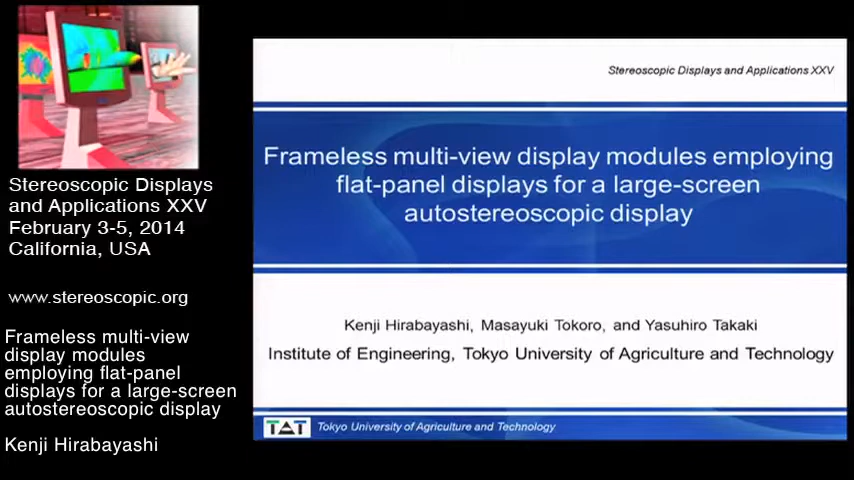 Stereoscopic Displays
and Applications XXV
February 3-5, 2014
California, USA
www.stereoscopic.org
Frameless multi-view
display modules
employing flat-panel
displays for a large-screen
autostereoscopic display
Kenji Hirabayashi
Stereoscopic Displays and Applications XXV
Frameless multi-view display modules employing
flat-panel displays for a large-screen
autostereoscopic display
Kenji Hirabayashi, Masayuki Tokoro, and Yasuhiro Takaki
Institute of Engineering, Tokyo University of Agriculture and Technology
TAT Tokyo University of Agriculture and Technology